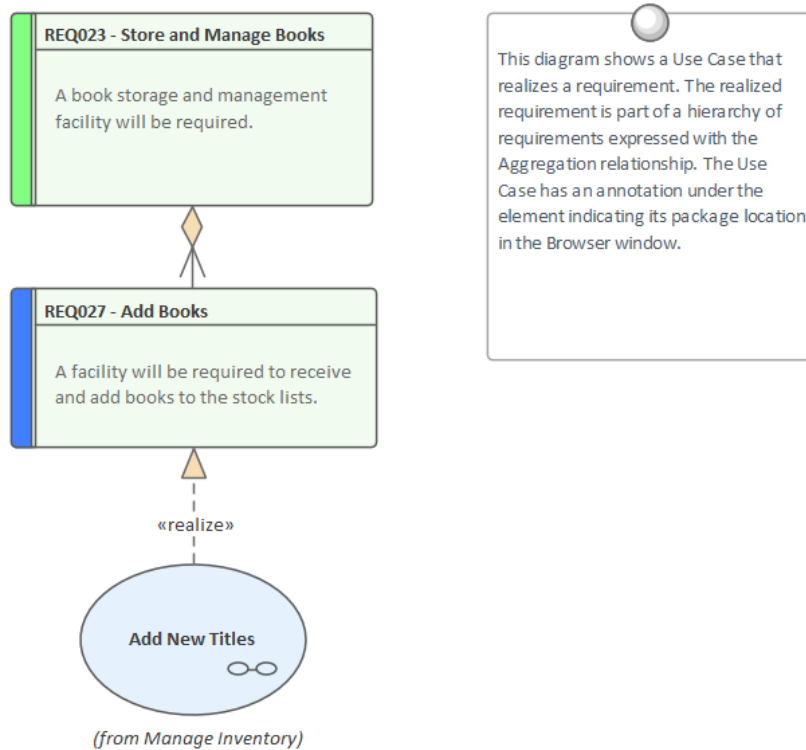 REQ023 - Store and Manage Books
A book storage and management
facility will be required.
REQ027 - Add Books
A facility will be required to receive
and add books to the stock lists.
«realize»
Add New Titles
(from Manage Inventory)
This diagram shows a Use Case that
realizes a requirement. The realized
requirement is part of a hierarchy of
requirements expressed with the
Aggregation relationship. The Use
Case has an annotation under the
element indicating its package location
in the Browser window.